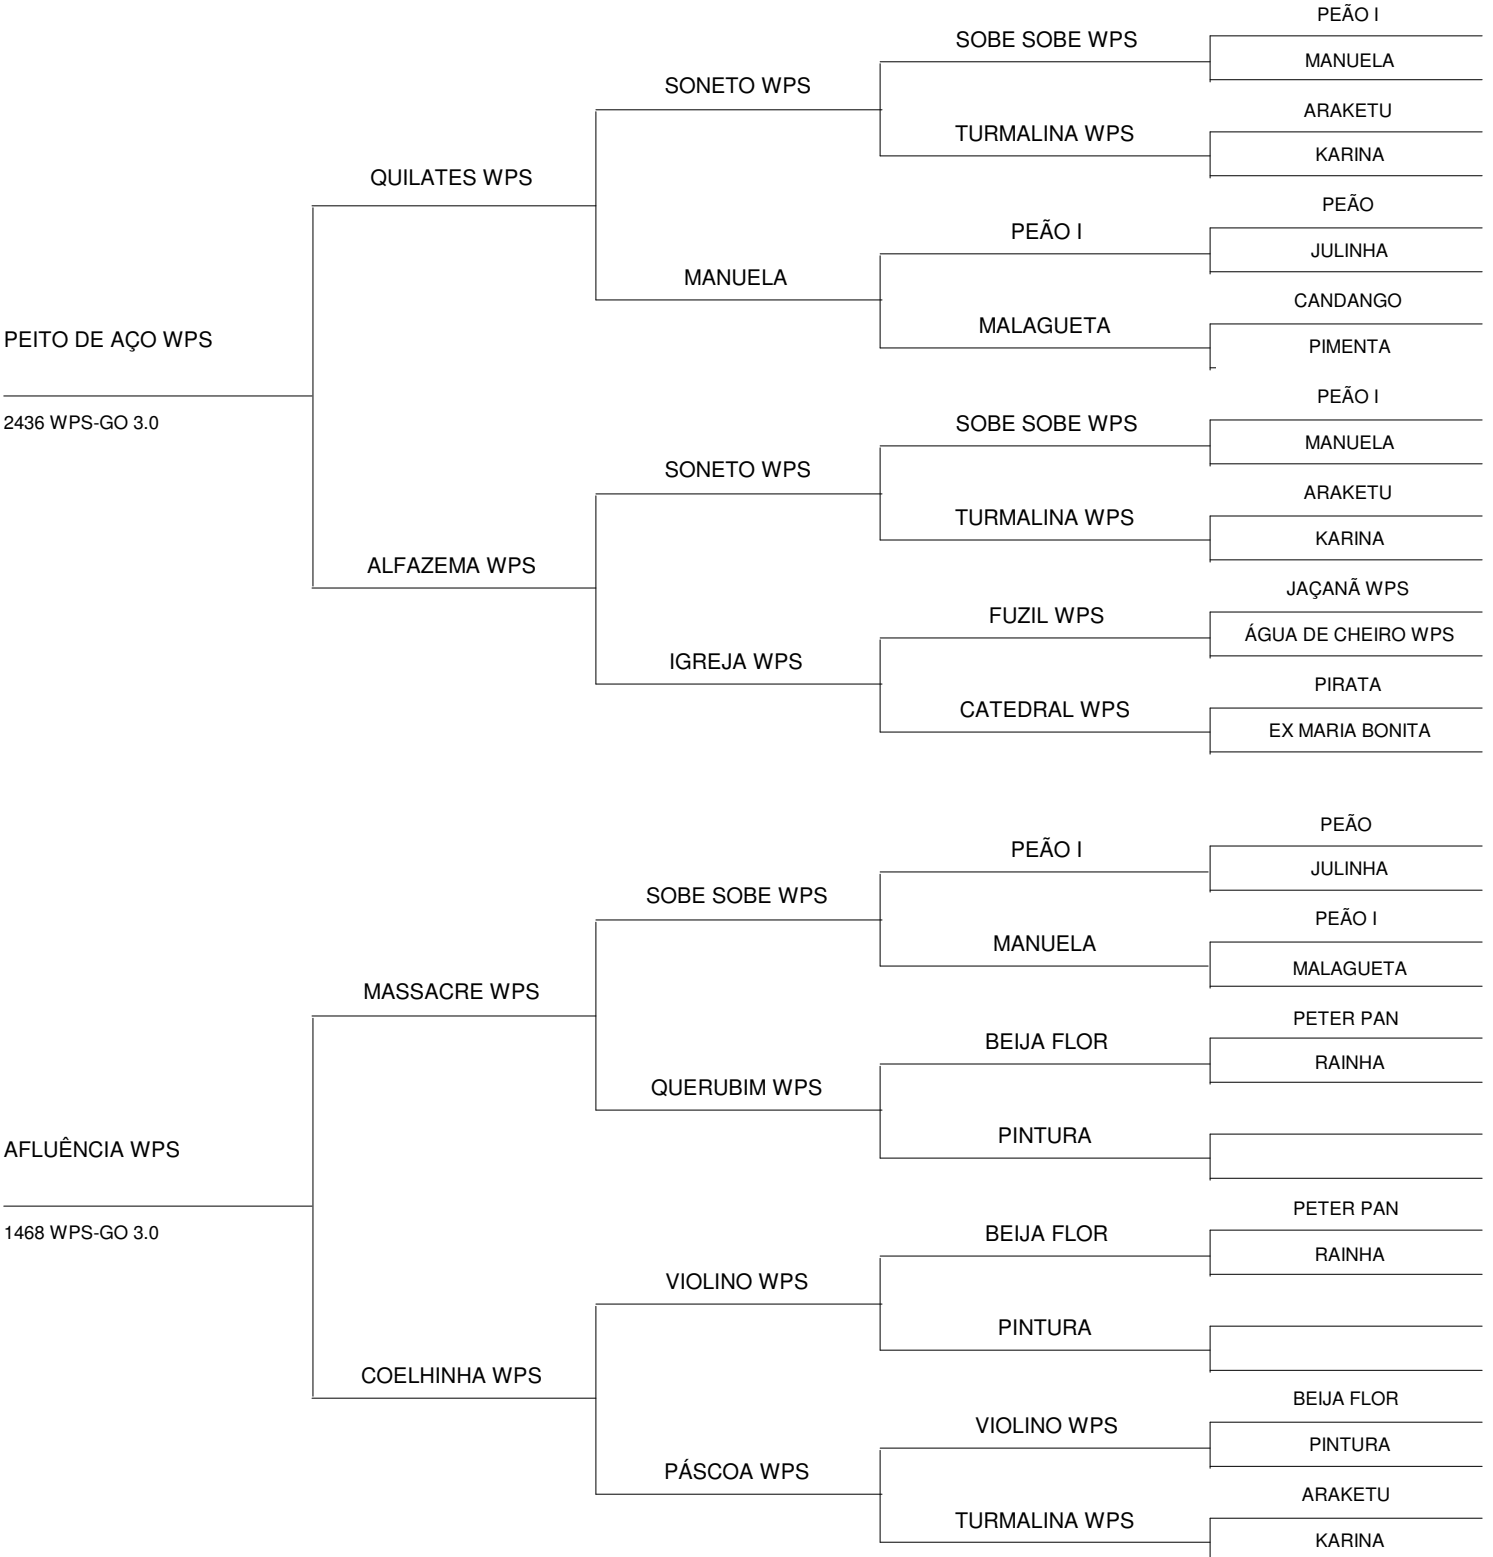 PEÃO I
SOBE SOBE WPS
MANUELA
SONETO WPS
ARAKETU
TURMALINA WPS
KARINA
QUILATES WPS
PEÃO
PEÃO I
JULINHA
MANUELA
CANDANGO
MALAGUETA
PIMENTA
PEITO DE AÇO WPS
2436 WPS-GO 3.0
PEÃO I
SOBE SOBE WPS
MANUELA
SONETO WPS
ARAKETU
TURMALINA WPS
KARINA
ALFAZEMA WPS
JAÇANÃ WPS
FUZIL WPS
ÁGUA DE CHEIRO WPS
IGREJA WPS
PIRATA
CATEDRAL WPS
EX MARIA BONITA
PEÃO
PEÃO I
JULINHA
SOBE SOBE WPS
PEÃO I
MANUELA
MALAGUETA
MASSACRE WPS
PETER PAN
BEIJA FLOR
RAINHA
QUERUBIM WPS
PINTURA
AFLUÊNCIA WPS
1468 WPS-GO 3.0
PETER PAN
BEIJA FLOR
RAINHA
VIOLINO WPS
PINTURA
COELHINHA WPS
BEIJA FLOR
VIOLINO WPS
PINTURA
PÁSCOA WPS
ARAKETU
TURMALINA WPS
KARINA